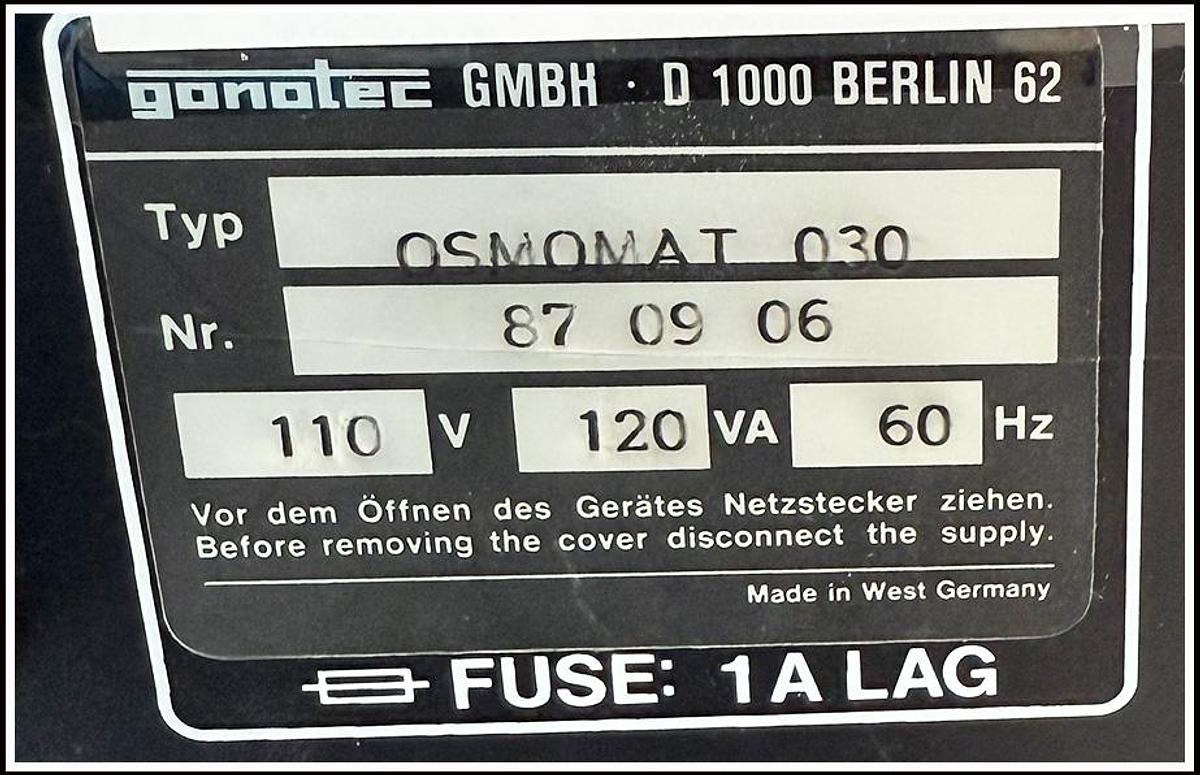 gonotec GMBH · D 1000 BERLIN 62
Typ OSMOMAT 030
Nr. 87 09 06
110 V 120 VA 60 Hz
Vor dem Öffnen des Gerätes Netzstecker ziehen.
Before removing the cover disconnect the supply.
Made in West Germany
FUSE: 1 A LAG